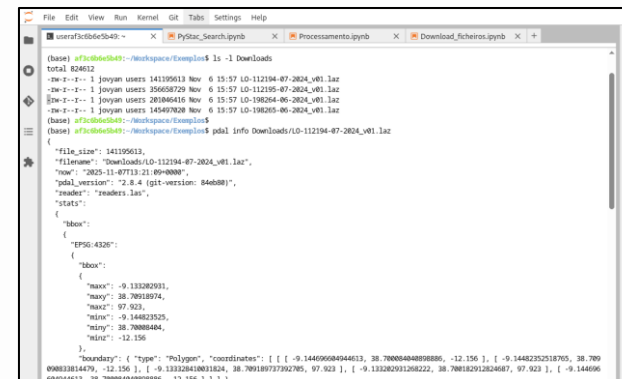 File Edit View Run Kernel Git Tabs Settings Help
useraf3c6b6e5b49: ~ × PyStac_Search.ipynb × Processamento.ipynb × Download_ficheiros.ipynb × +
(base) af3c6b6e5b49:~/Workspace/Exemplos$ ls -l Downloads
total 824612
-rw-r--r-- 1 jovyan users 141195613 Nov 6 15:57 LO-112194-07-2024_v01.laz
-rw-r--r-- 1 jovyan users 356658729 Nov 6 15:57 LO-112195-07-2024_v01.laz
-rw-r--r-- 1 jovyan users 201046416 Nov 6 15:57 LO-198264-06-2024_v01.laz
-rw-r--r-- 1 jovyan users 145497020 Nov 6 15:57 LO-198265-06-2024_v01.laz
(base) af3c6b6e5b49:~/Workspace/Exemplos$
(base) af3c6b6e5b49:~/Workspace/Exemplos$ pdal info Downloads/LO-112194-07-2024_v01.laz
{
"file_size": 141195613,
"filename": "Downloads/LO-112194-07-2024_v01.laz",
"now": "2025-11-07T13:21:09+0000",
"pdal_version": "2.8.4 (git-version: 84eb80)",
"reader": "readers.las",
"stats":
{
"bbox":
{
"EPSG:4326":
{
"bbox":
{
"maxx": -9.133202931,
"maxy": 38.70918974,
"maxz": 97.923,
"minx": -9.144823525,
"miny": 38.70008404,
"minz": -12.156
},
"boundary": { "type": "Polygon", "coordinates": [ [ [ -9.144696604944613, 38.700084040898886, -12.156 ], [ -9.14482352518765, 38.709
090833814479, -12.156 ], [ -9.133328410031824, 38.709189737392705, 97.923 ], [ -9.133202931268222, 38.700182912824687, 97.923 ], [ -9.144696
604944613, 38.700084040898886, -12.156 ] ] ] }